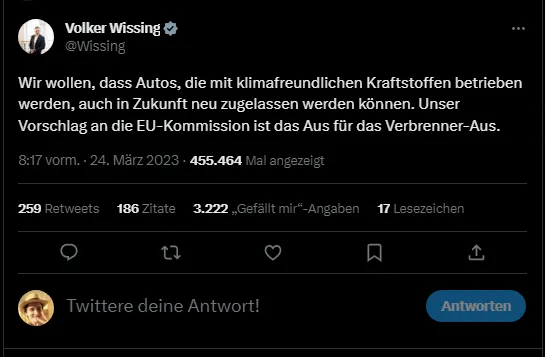 Volker Wissing
@Wissing
Wir wollen, dass Autos, die mit klimafreundlichen Kraftstoffen betrieben
werden, auch in Zukunft neu zugelassen werden können. Unser
Vorschlag an die EU-Kommission ist das Aus für das Verbrenner-Aus.
8:17 vorm. · 24. März 2023 · 455.464 Mal angezeigt
259 Retweets 186 Zitate 3.222 „Gefällt mir“-Angaben 17 Lesezeichen
Twittere deine Antwort! Antworten